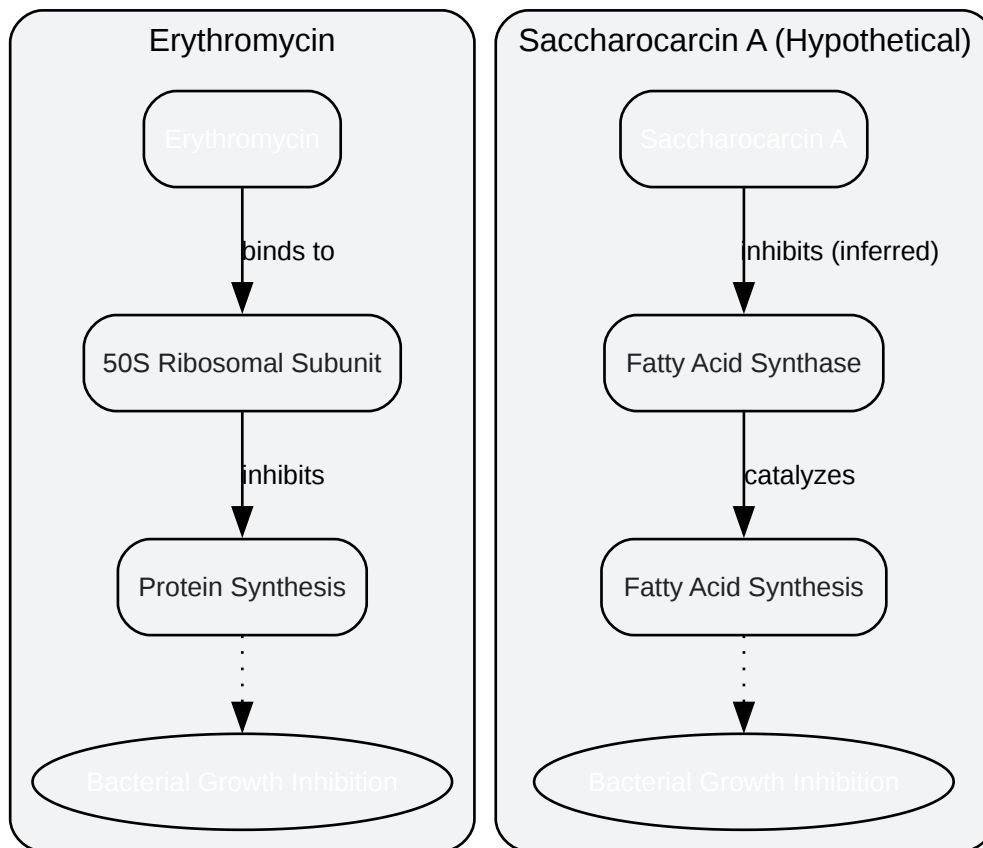 Erythromycin
Erythromycin
binds to
50S Ribosomal Subunit
inhibits
Protein Synthesis
Bacterial Growth Inhibition
Saccharocarcin A (Hypothetical)
Saccharocarcin A
inhibits (inferred)
Fatty Acid Synthase
catalyzes
Fatty Acid Synthesis
Bacterial Growth Inhibition